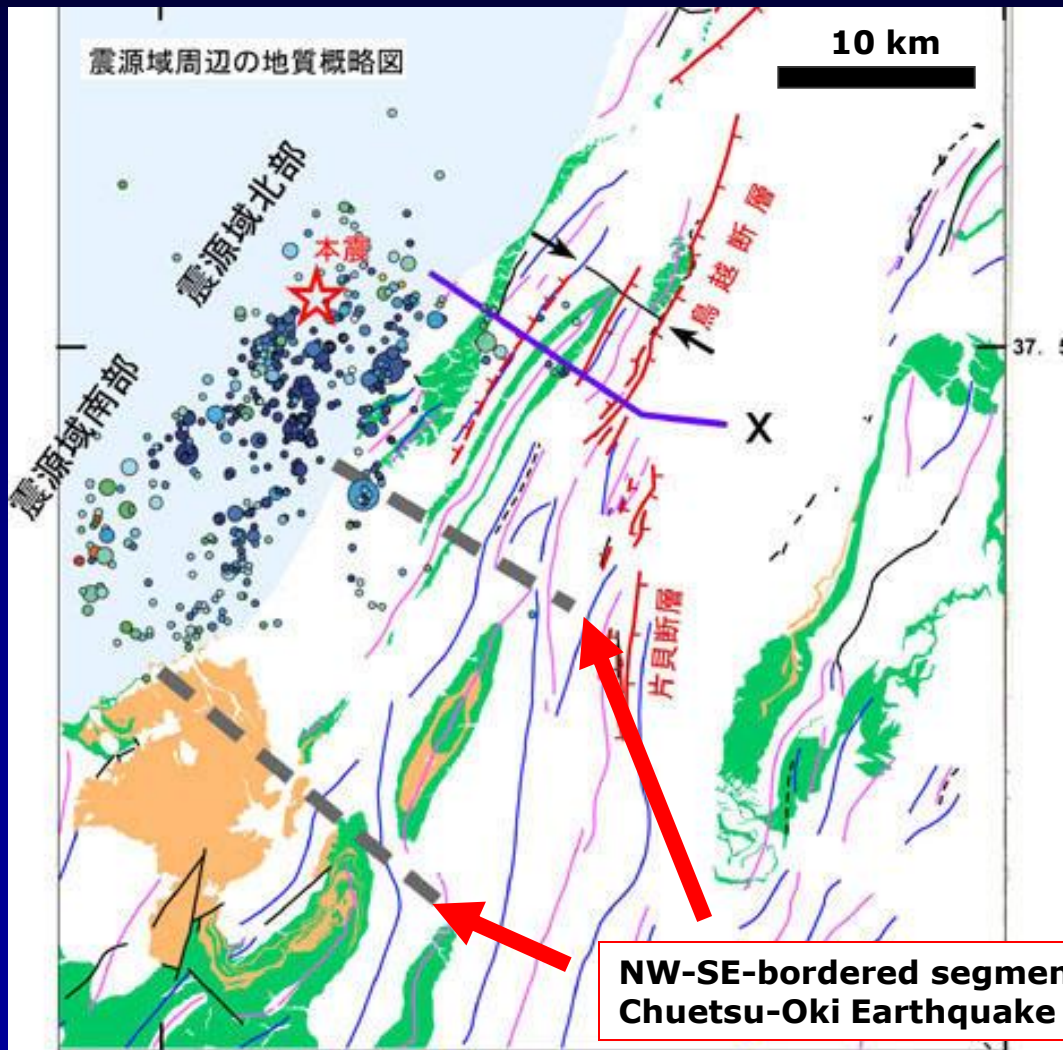 震源域周辺の地質概略図
10 km
震源域北部
本震
震源域南部
鳥越断層
37. 5
X
片貝断層
NW-SE-bordered segmen
Chuetsu-Oki Earthquake